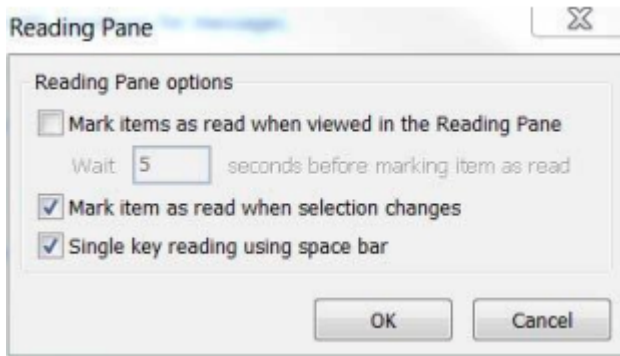 Reading Pane for messages.
Reading Pane options
Mark items as read when viewed in the Reading Pane
Wait 5 seconds before marking item as read
Mark item as read when selection changes
Single key reading using space bar
OK Cancel